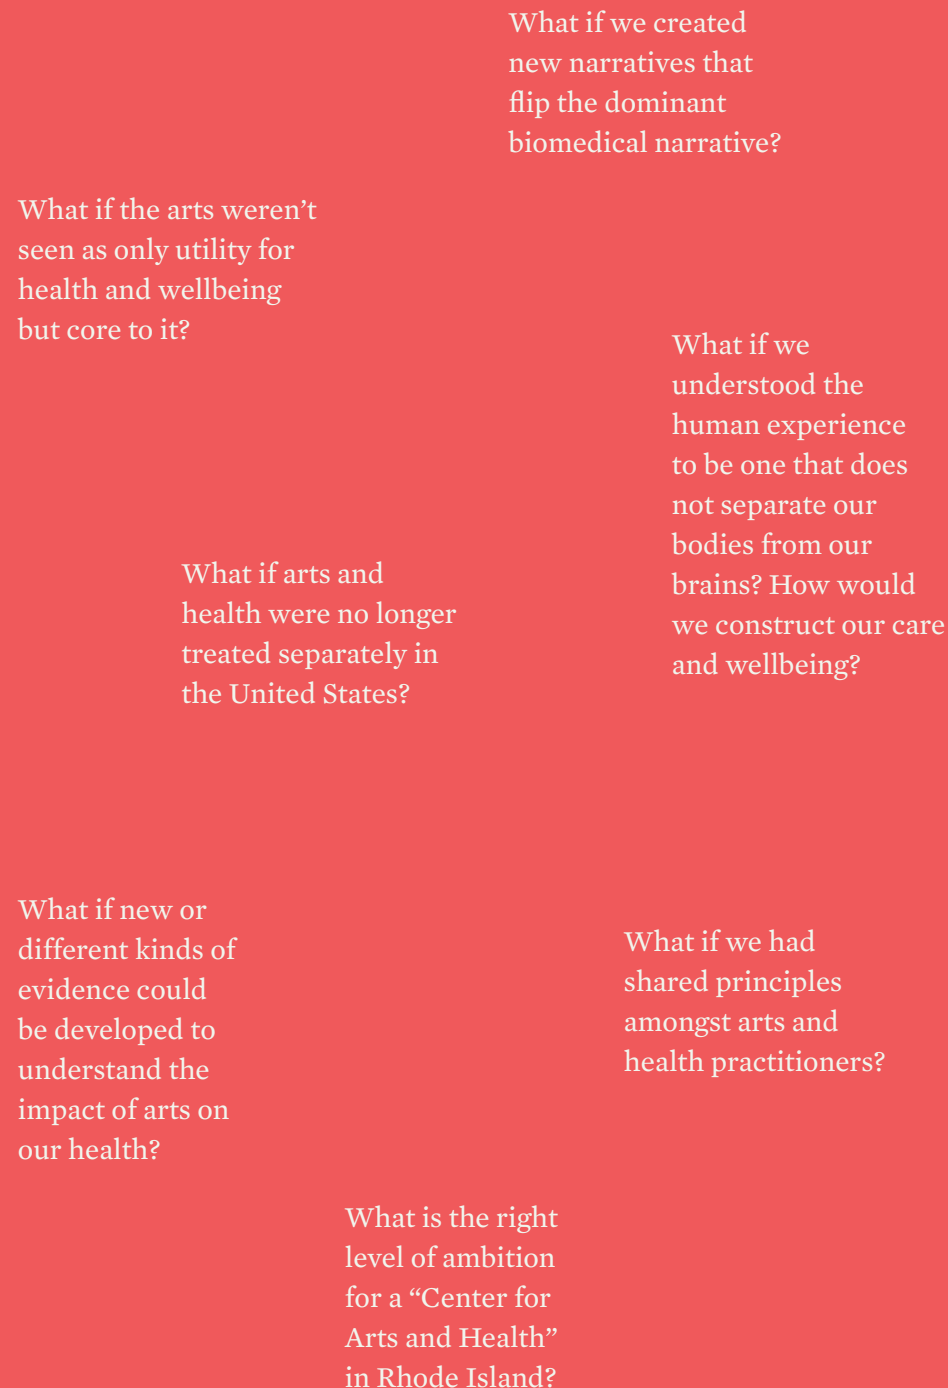 What if we created
new narratives that
flip the dominant
biomedical narrative?
What if the arts weren’t
seen as only utility for
health and wellbeing
but core to it?
What if we
understood the
human experience
to be one that does
not separate our
bodies from our
brains? How would
we construct our care
and wellbeing?
What if arts and
health were no longer
treated separately in
the United States?
What if new or
different kinds of
evidence could
be developed to
understand the
impact of arts on
our health?
What if we had
shared principles
amongst arts and
health practitioners?
What is the right
level of ambition
for a “Center for
Arts and Health”
in Rhode Island?